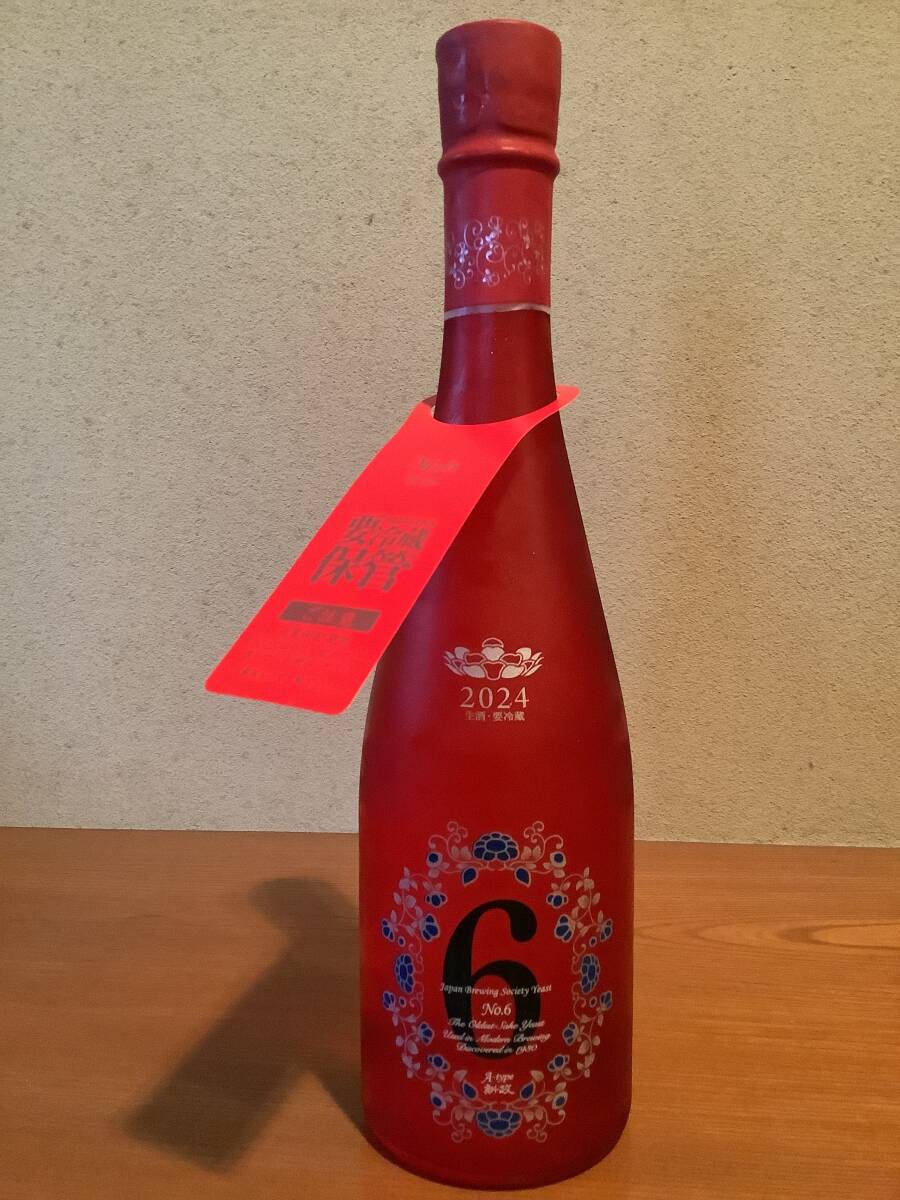 要冷蔵
保管
2024
生酒・要冷蔵
6
Japan Brewing Society Yeast
No.6
The Oldest Sake Yeast
Used in Modern Brewing
Discovered in 1930
A-type
新政